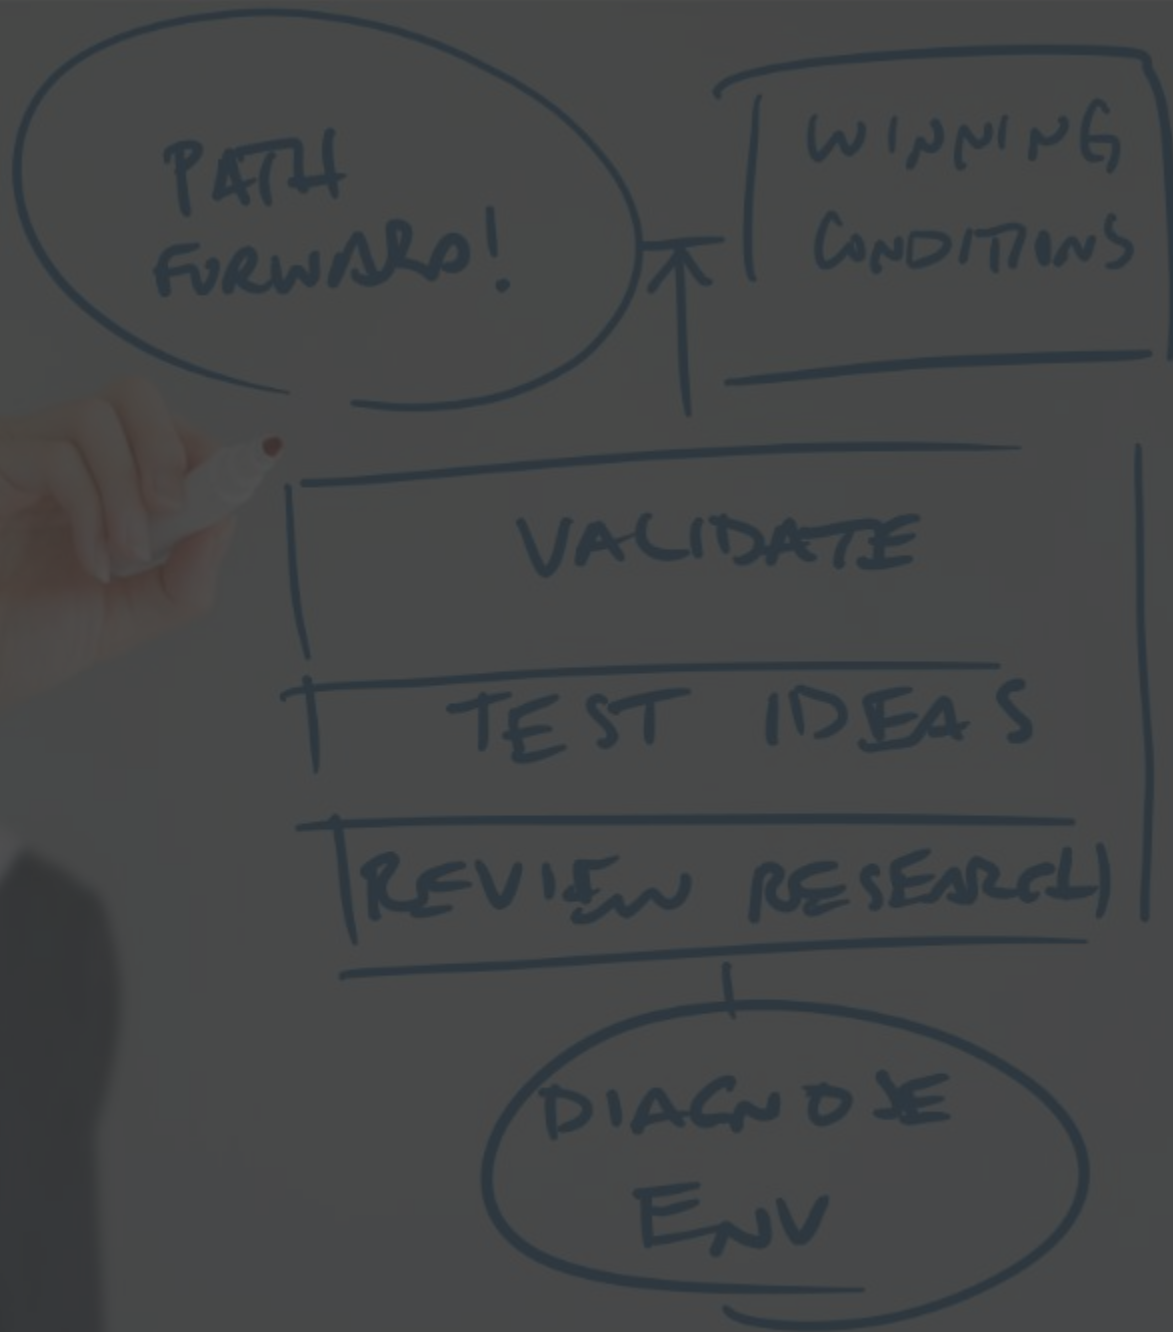 PATH
FORWARD!
WINNING
CONDITIONS
VALIDATE
TEST IDEAS
REVIEW RESEARCH
DIAGNOSE
ENV